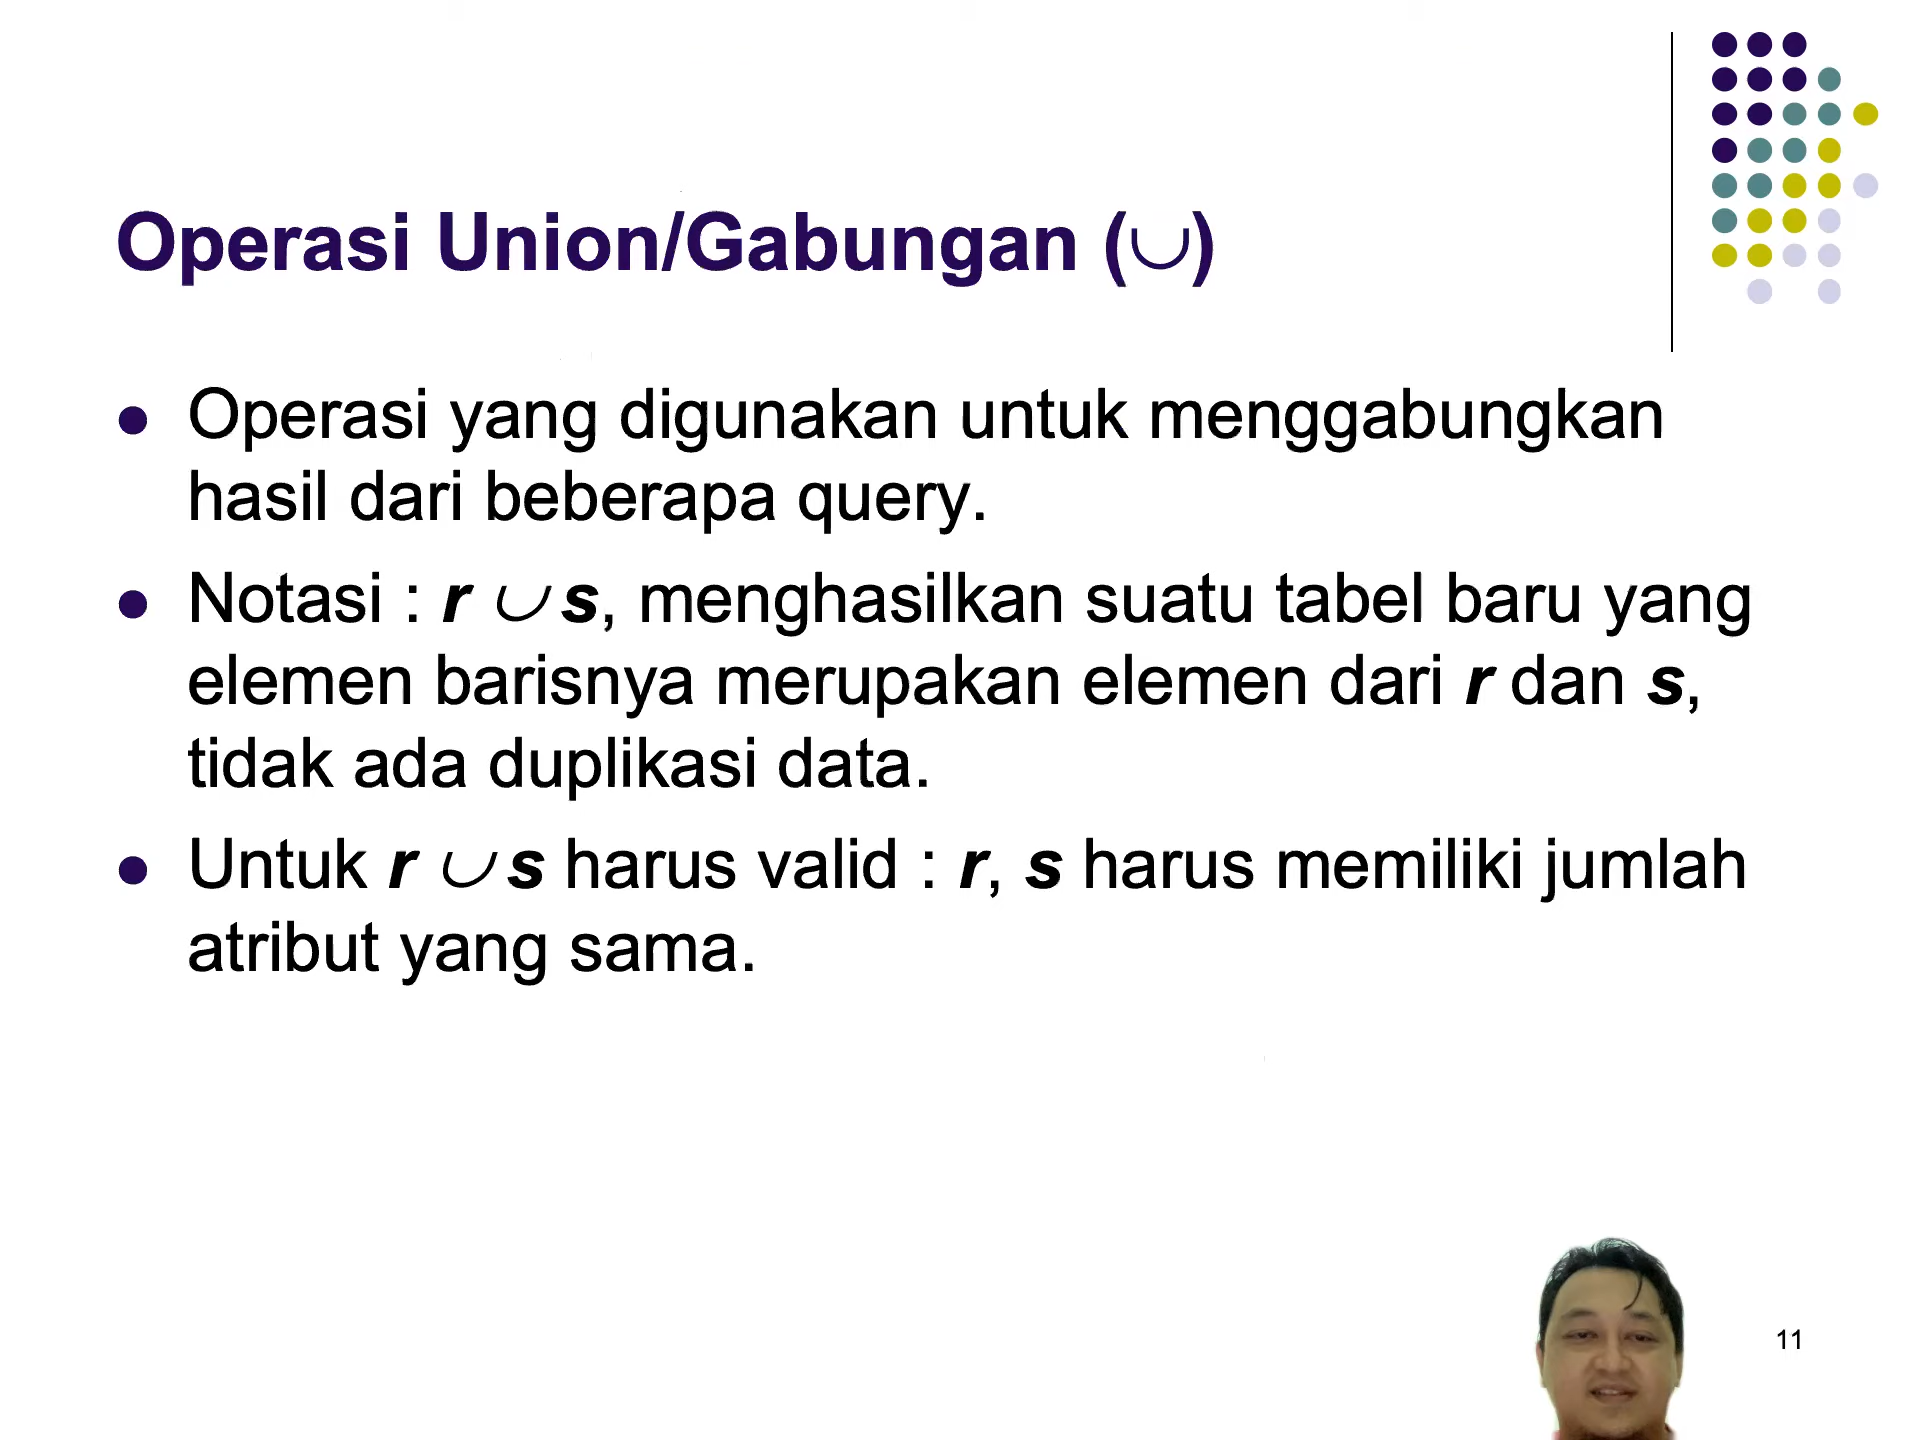 Operasi Union/Gabungan (∪)
Operasi yang digunakan untuk menggabungkan
hasil dari beberapa query.
Notasi : r ∪ s, menghasilkan suatu tabel baru yang
elemen barisnya merupakan elemen dari r dan s,
tidak ada duplikasi data.
Untuk r ∪ s harus valid : r, s harus memiliki jumlah
atribut yang sama.
11